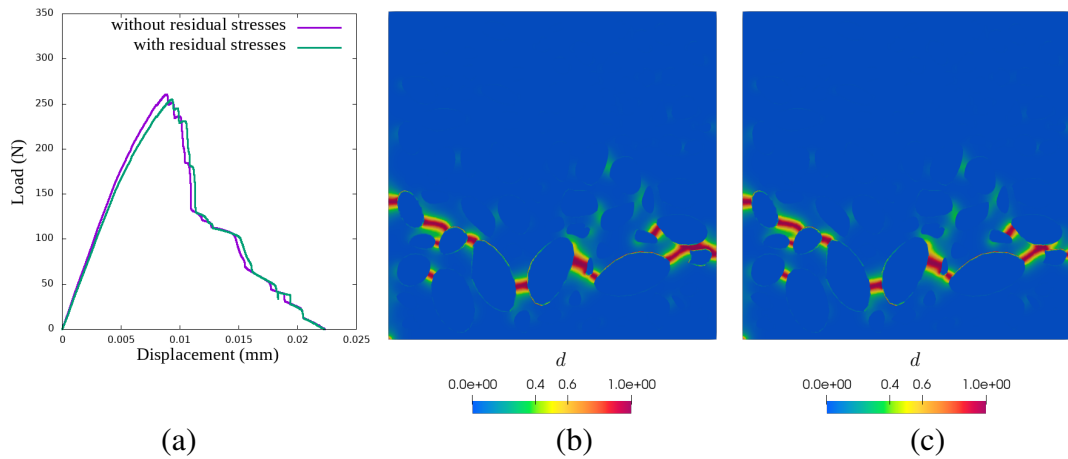 without residual stresses
with residual stresses
350
300
250
200
150
100
50
0
Load (N)
0 0.005 0.01 0.015 0.02 0.025
Displacement (mm)
d
0.0e+00 0.4 0.6 1.0e+00
d
0.0e+00 0.4 0.6 1.0e+00
(a) (b) (c)